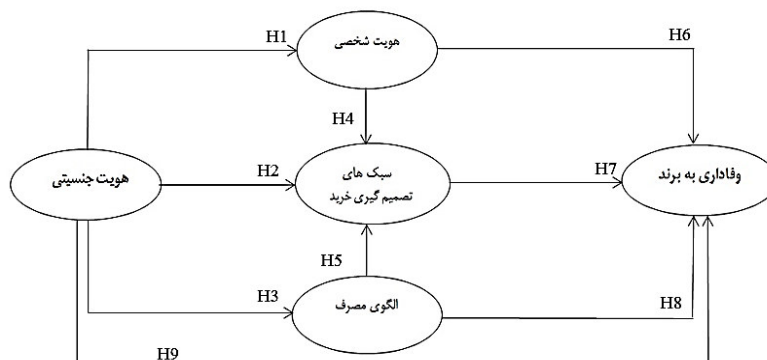 H1
هویت شخصی
H6
H4
هویت جنسیتی
H2
سبک های
تصمیم گیری خرید
H7
وفاداری به برند
H5
H3
الگوی مصرف
H8
H9